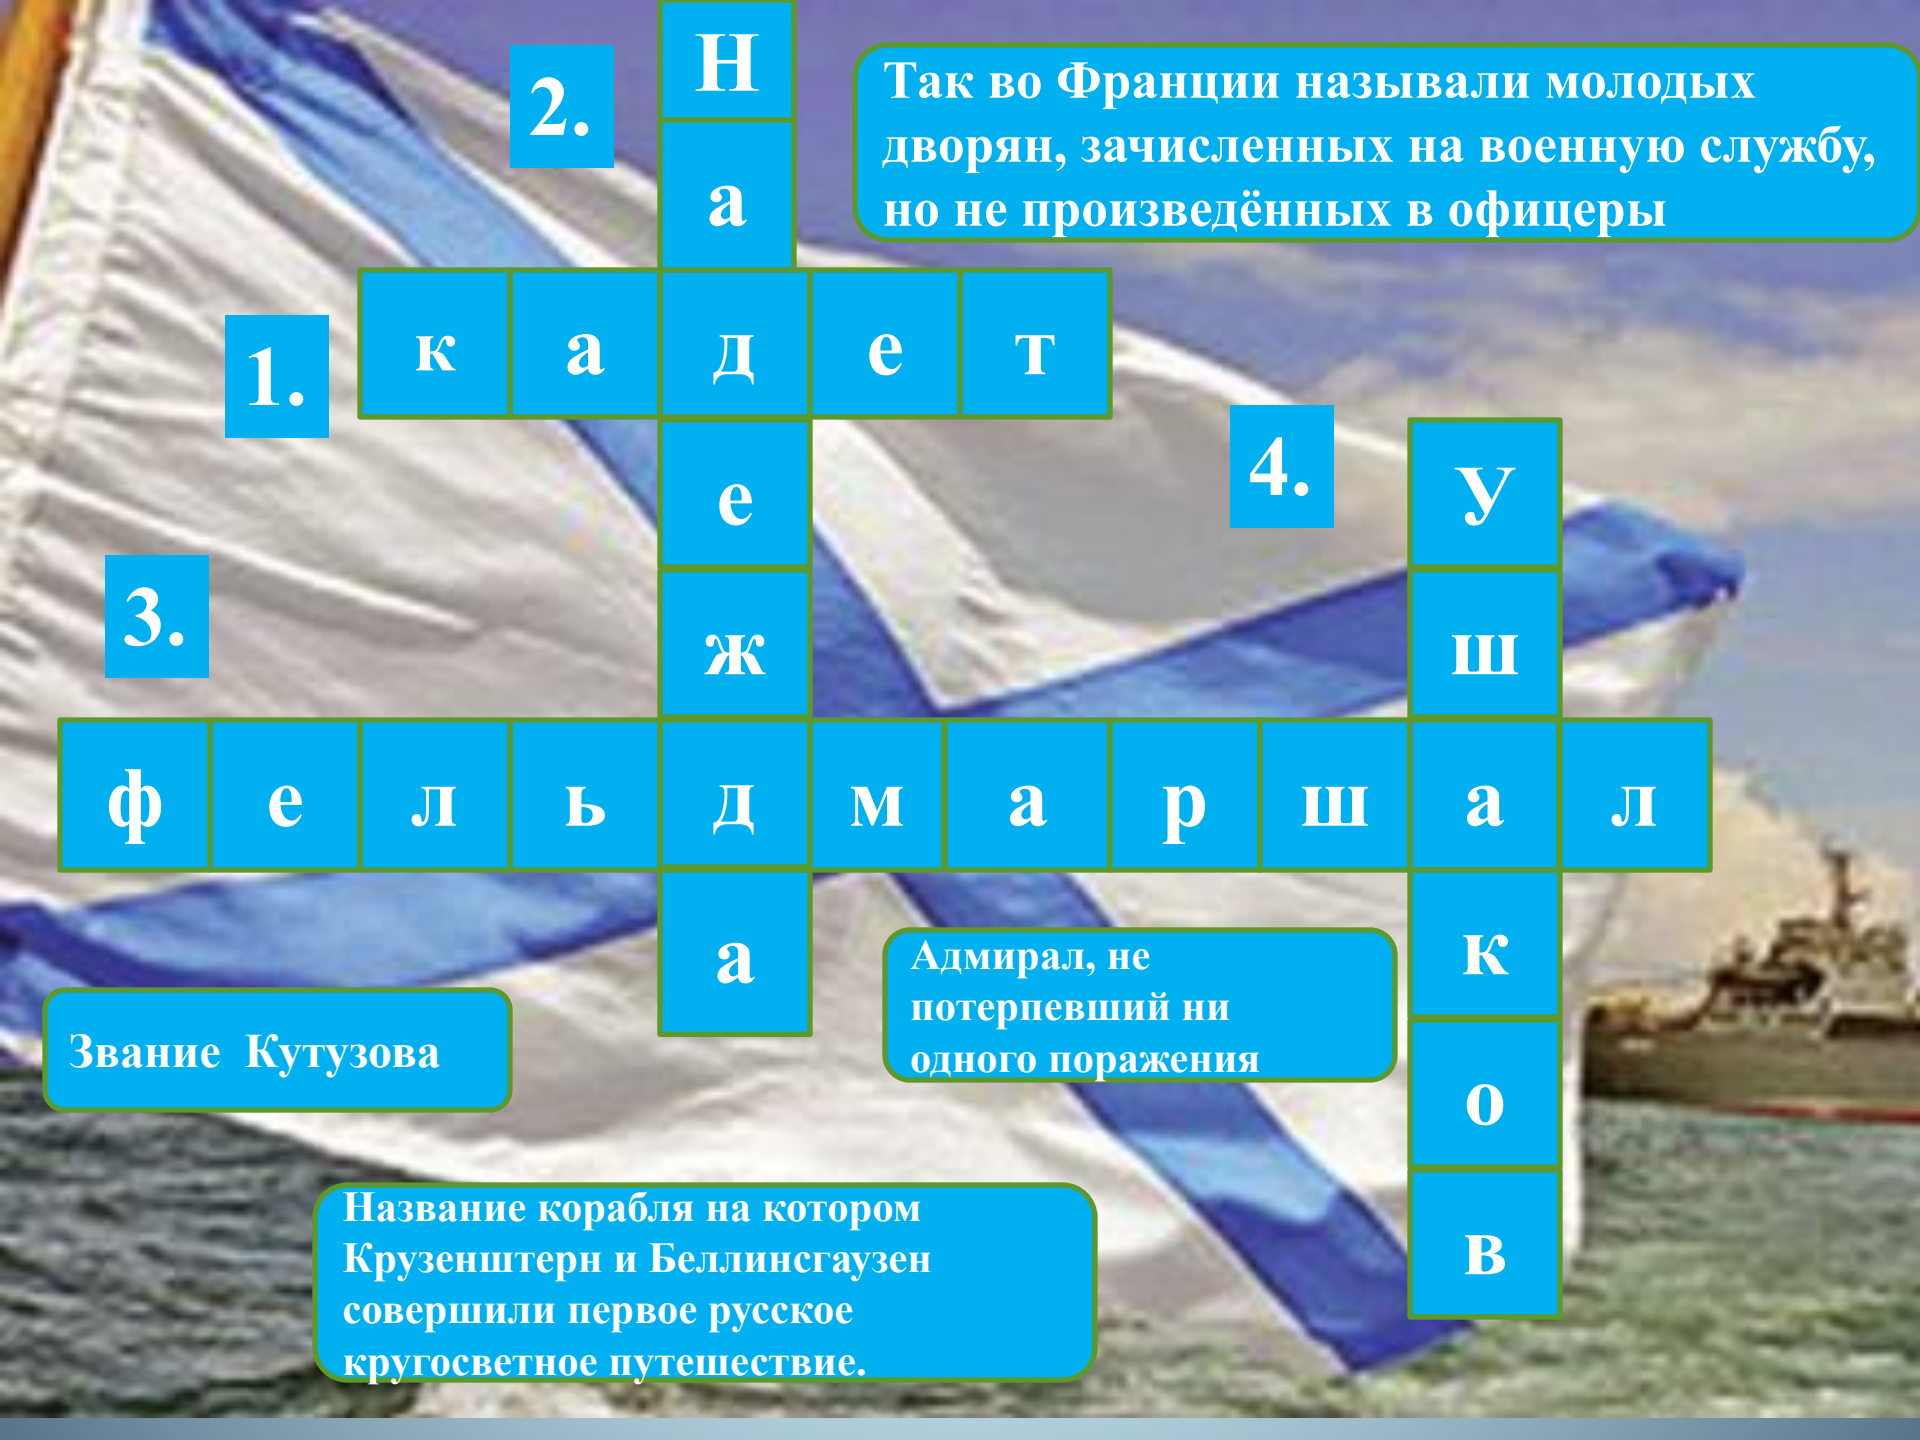 Н
2.
Так во Франции называли молодых
дворян, зачисленных на военную службу,
но не произведённых в офицеры
а
1.
к а д е т
4.
е
У
3.
ж
ш
ф е л ь д м а р ш а л
а
к
Адмирал, не
потерпевший ни
одного поражения
Звание Кутузова
о
Название корабля на котором
Крузенштерн и Беллинсгаузен
совершили первое русское
кругосветное путешествие.
в